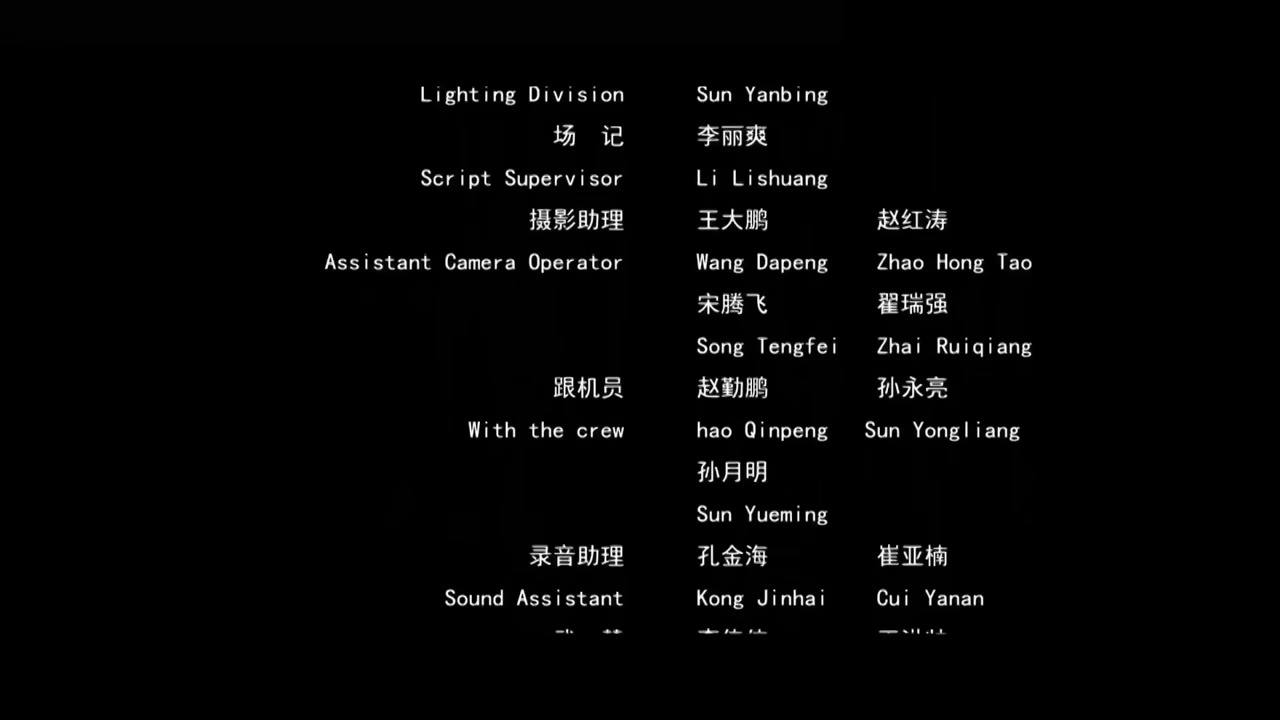 Lighting Division Sun Yanbing
场 记 李丽爽
Script Supervisor Li Lishuang
摄影助理 王大鹏 赵红涛
Assistant Camera Operator Wang Dapeng Zhao Hong Tao
宋腾飞 翟瑞强
Song Tengfei Zhai Ruiqiang
跟机员 赵勤鹏 孙永亮
With the crew hao Qinpeng Sun Yongliang
孙月明
Sun Yueming
录音助理 孔金海 崔亚楠
Sound Assistant Kong Jinhai Cui Yanan